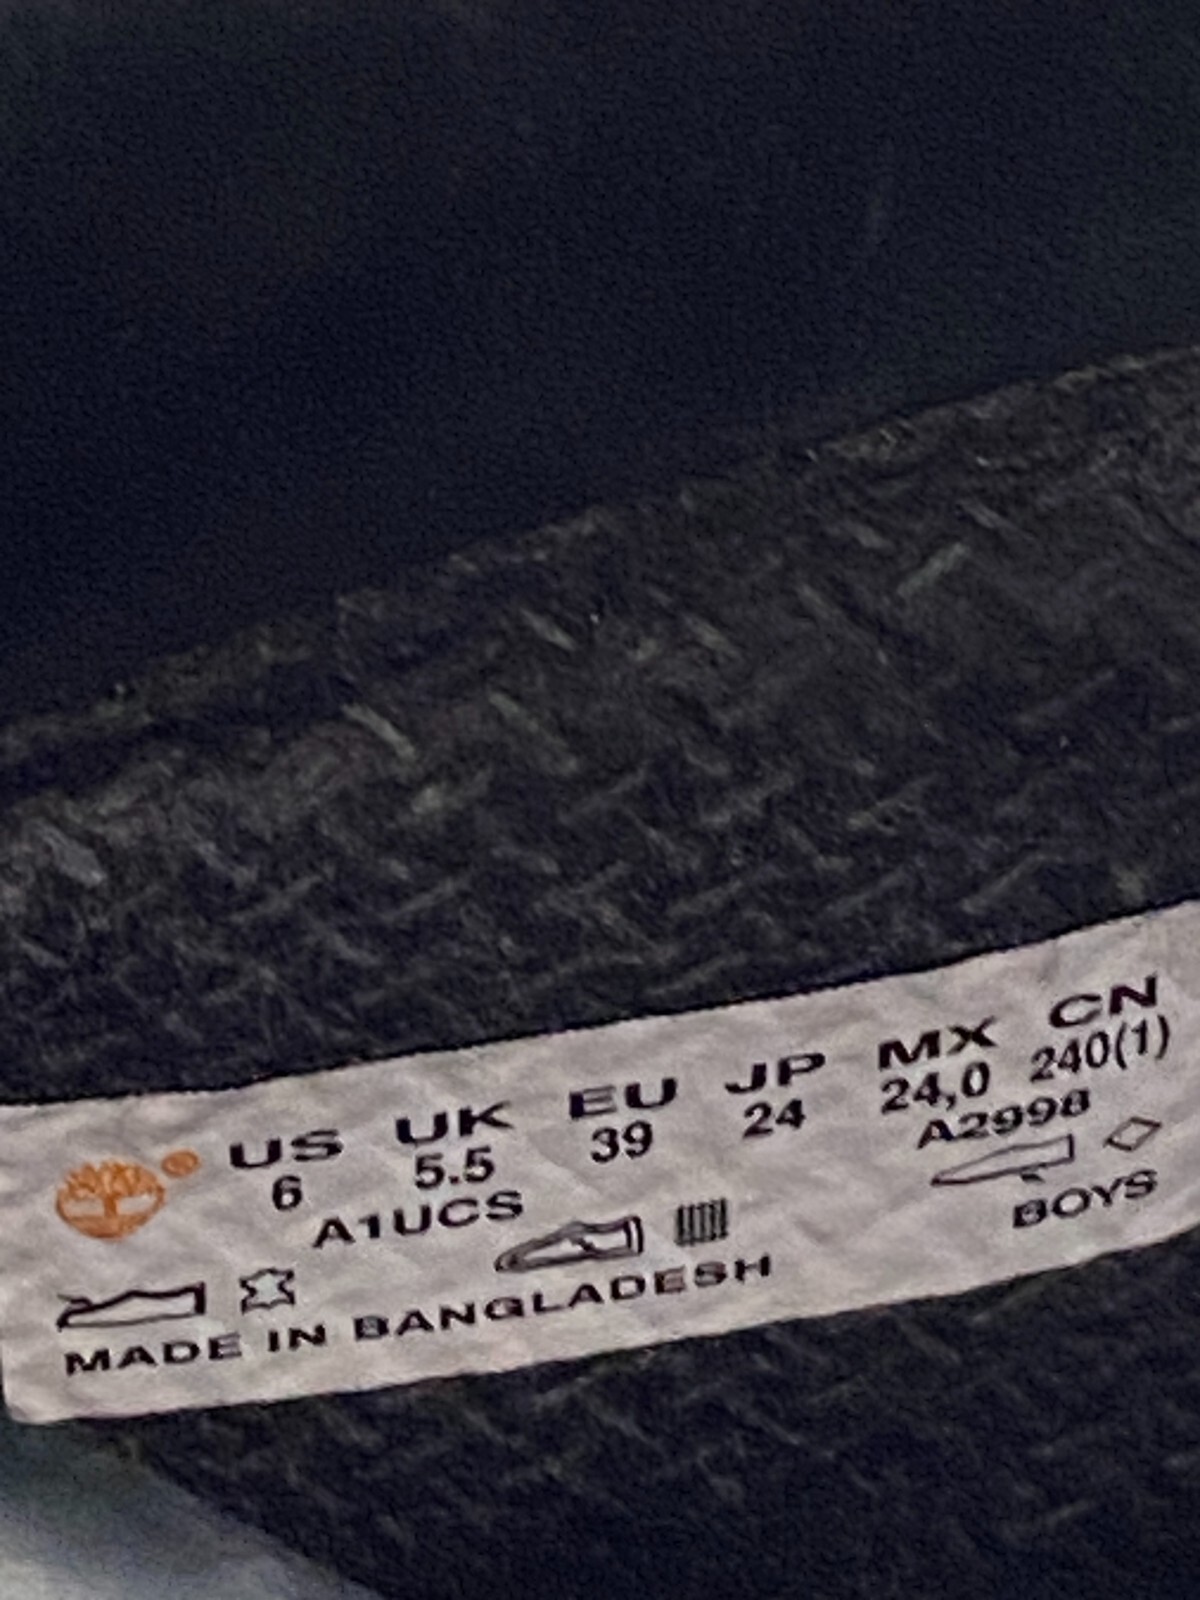 US UK EU JP MX CN
6 5.5 39 24 24,0 240(1)
A1UCS A2998
BOYS
MADE IN BANGLADESH